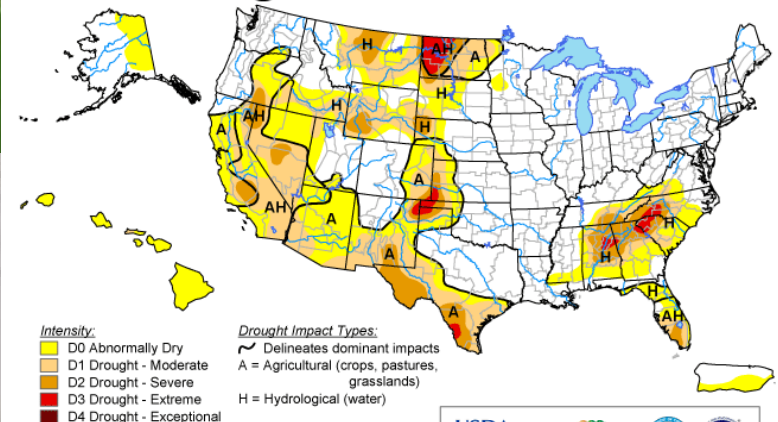 H
AH
A
H
H
H
A
AH
A
AH
A
A
A
H
H
H
AH
Intensity:
D0 Abnormally Dry
D1 Drought - Moderate
D2 Drought - Severe
D3 Drought - Extreme
D4 Drought - Exceptional
Drought Impact Types:
Delineates dominant impacts
A = Agricultural (crops, pastures,
grasslands)
H = Hydrological (water)